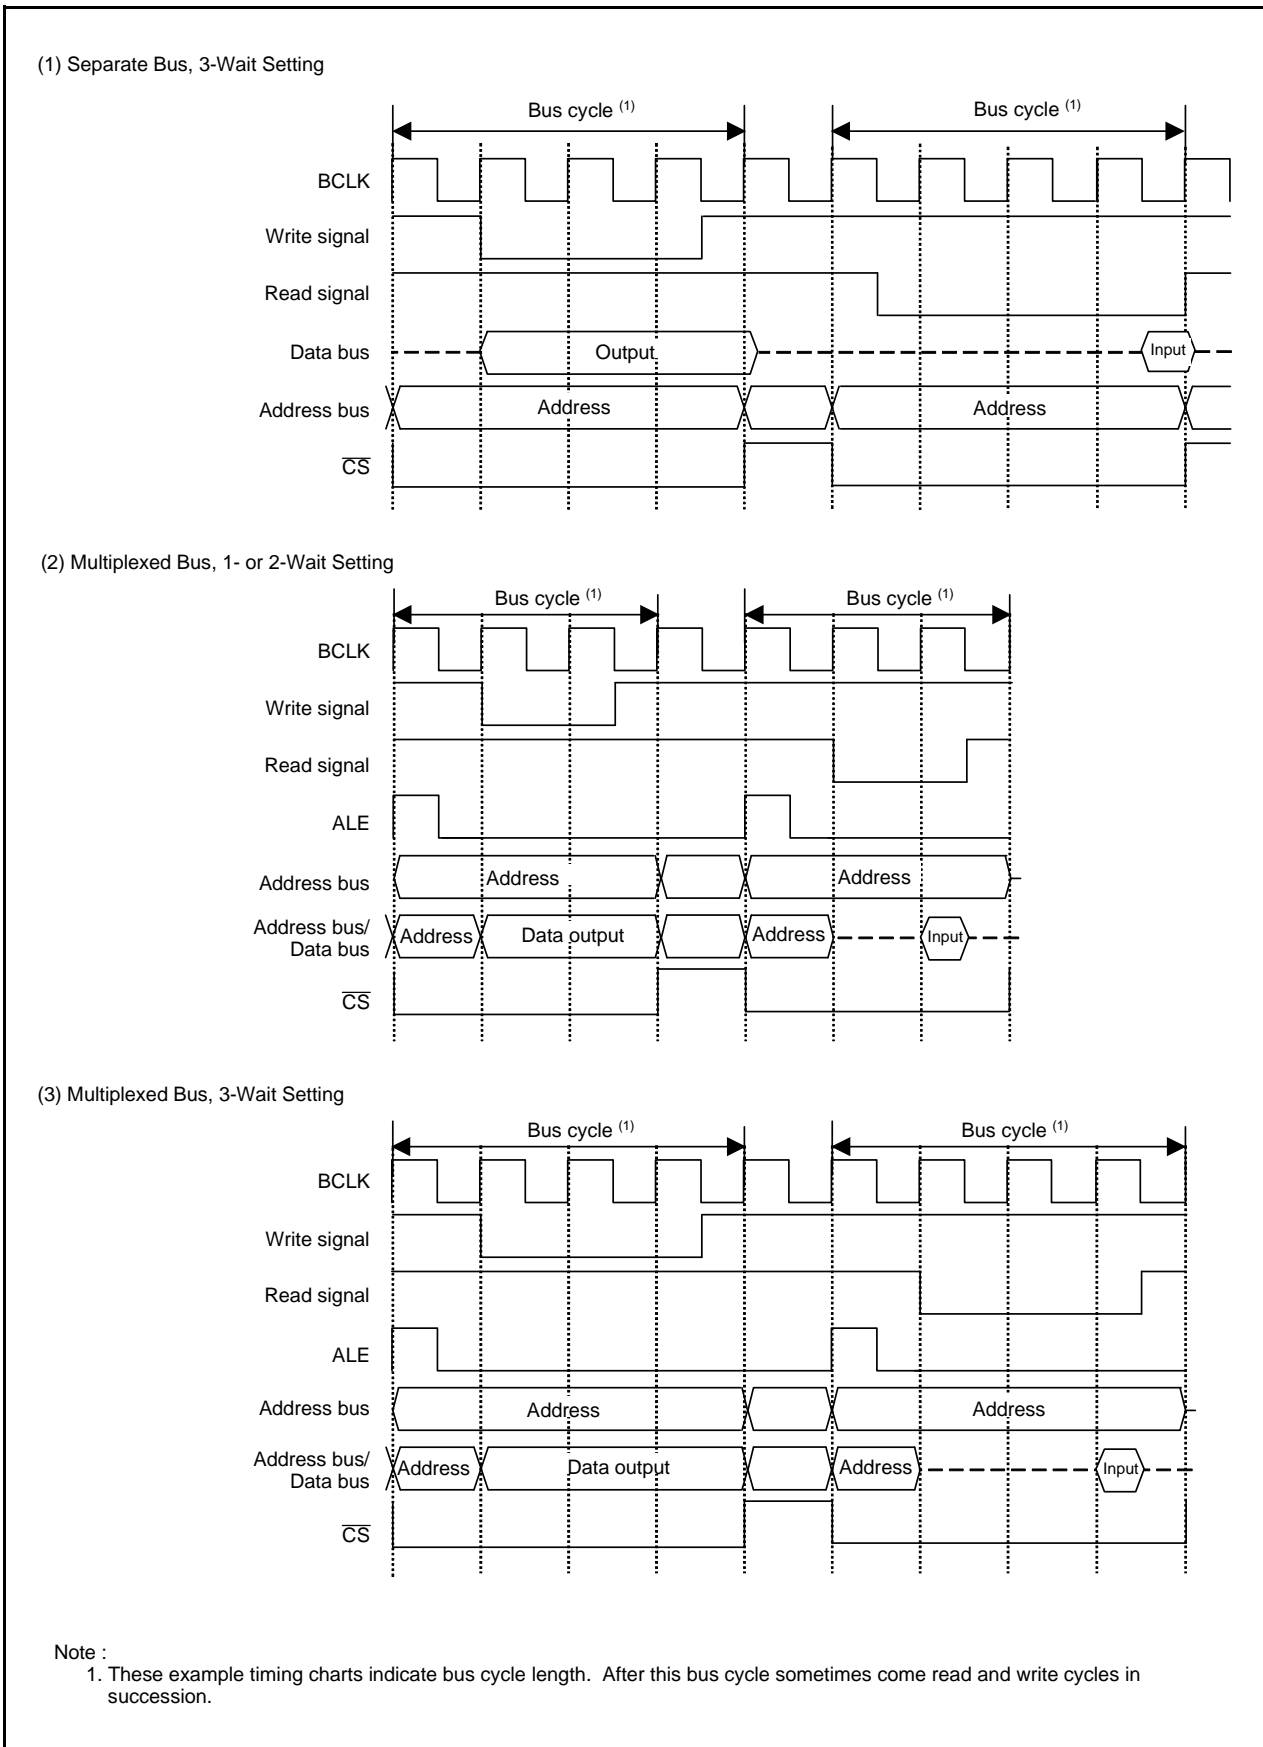 (1) Separate Bus, 3-Wait Setting
Bus cycle (1) Bus cycle (1)
BCLK
Write signal
Read signal
Data bus Output Input
Address bus Address Address
CS
(2) Multiplexed Bus, 1- or 2-Wait Setting
Bus cycle (1) Bus cycle (1)
BCLK
Write signal
Read signal
ALE
Address bus Address Address
Address bus/
Data bus Address Data output Address Input
CS
(3) Multiplexed Bus, 3-Wait Setting
Bus cycle (1) Bus cycle (1)
BCLK
Write signal
Read signal
ALE
Address bus Address Address
Address bus/
Data bus Address Data output Address Input
CS
Note :
1. These example timing charts indicate bus cycle length. After this bus cycle sometimes come read and write cycles in
succession.